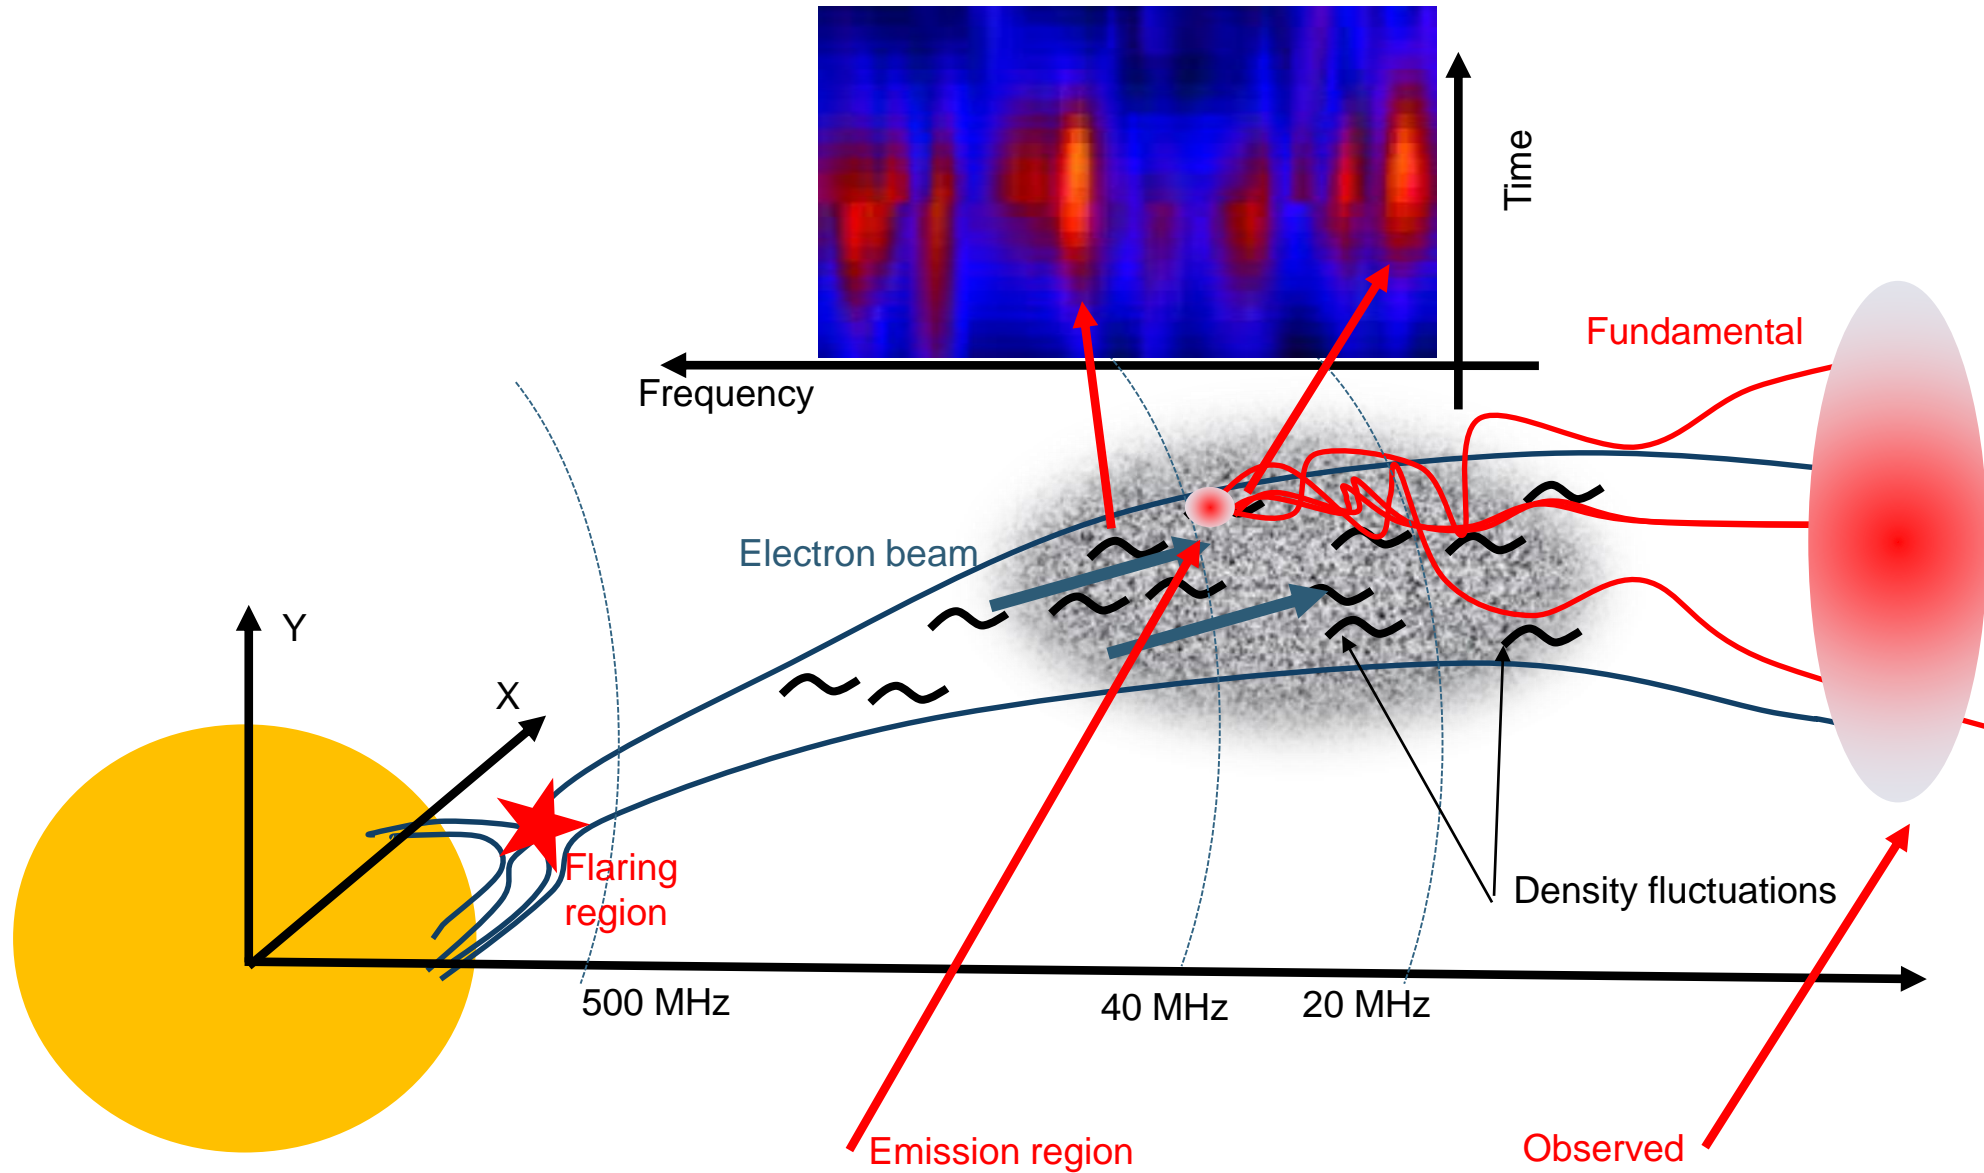 Time
Fundamental
Frequency
Electron beam
Y
X
Flaring
region
Density fluctuations
500 MHz
40 MHz
20 MHz
Emission region
Observed